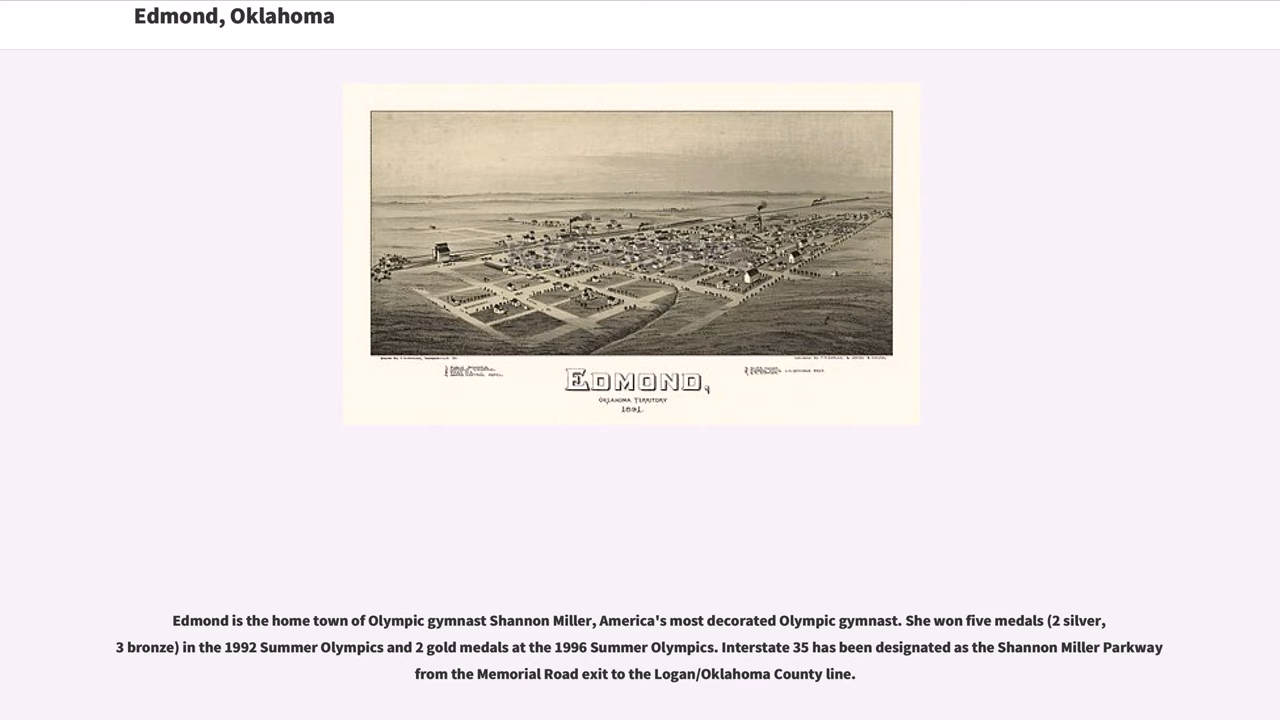 Edmond, Oklahoma
EDMOND,
OKLAHOMA TERRITORY
1891.
Edmond is the home town of Olympic gymnast Shannon Miller, America's most decorated Olympic gymnast. She won five medals (2 silver,
3 bronze) in the 1992 Summer Olympics and 2 gold medals at the 1996 Summer Olympics. Interstate 35 has been designated as the Shannon Miller Parkway
from the Memorial Road exit to the Logan/Oklahoma County line.